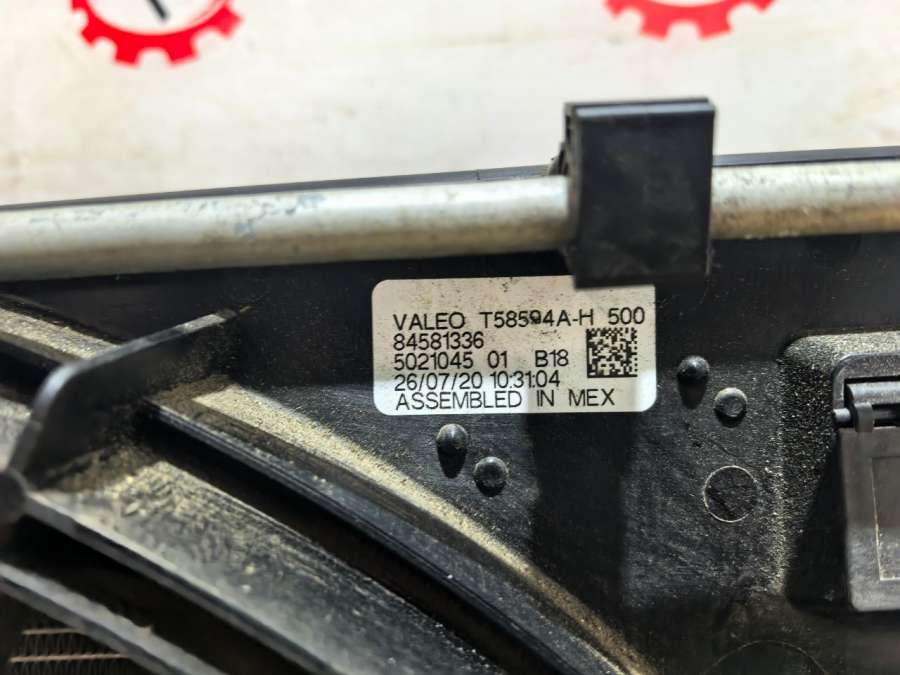 VALEO T58594A-H 500
84581336
5021045 01 B18
26/07/20 10:31:04
ASSEMBLED IN MEX